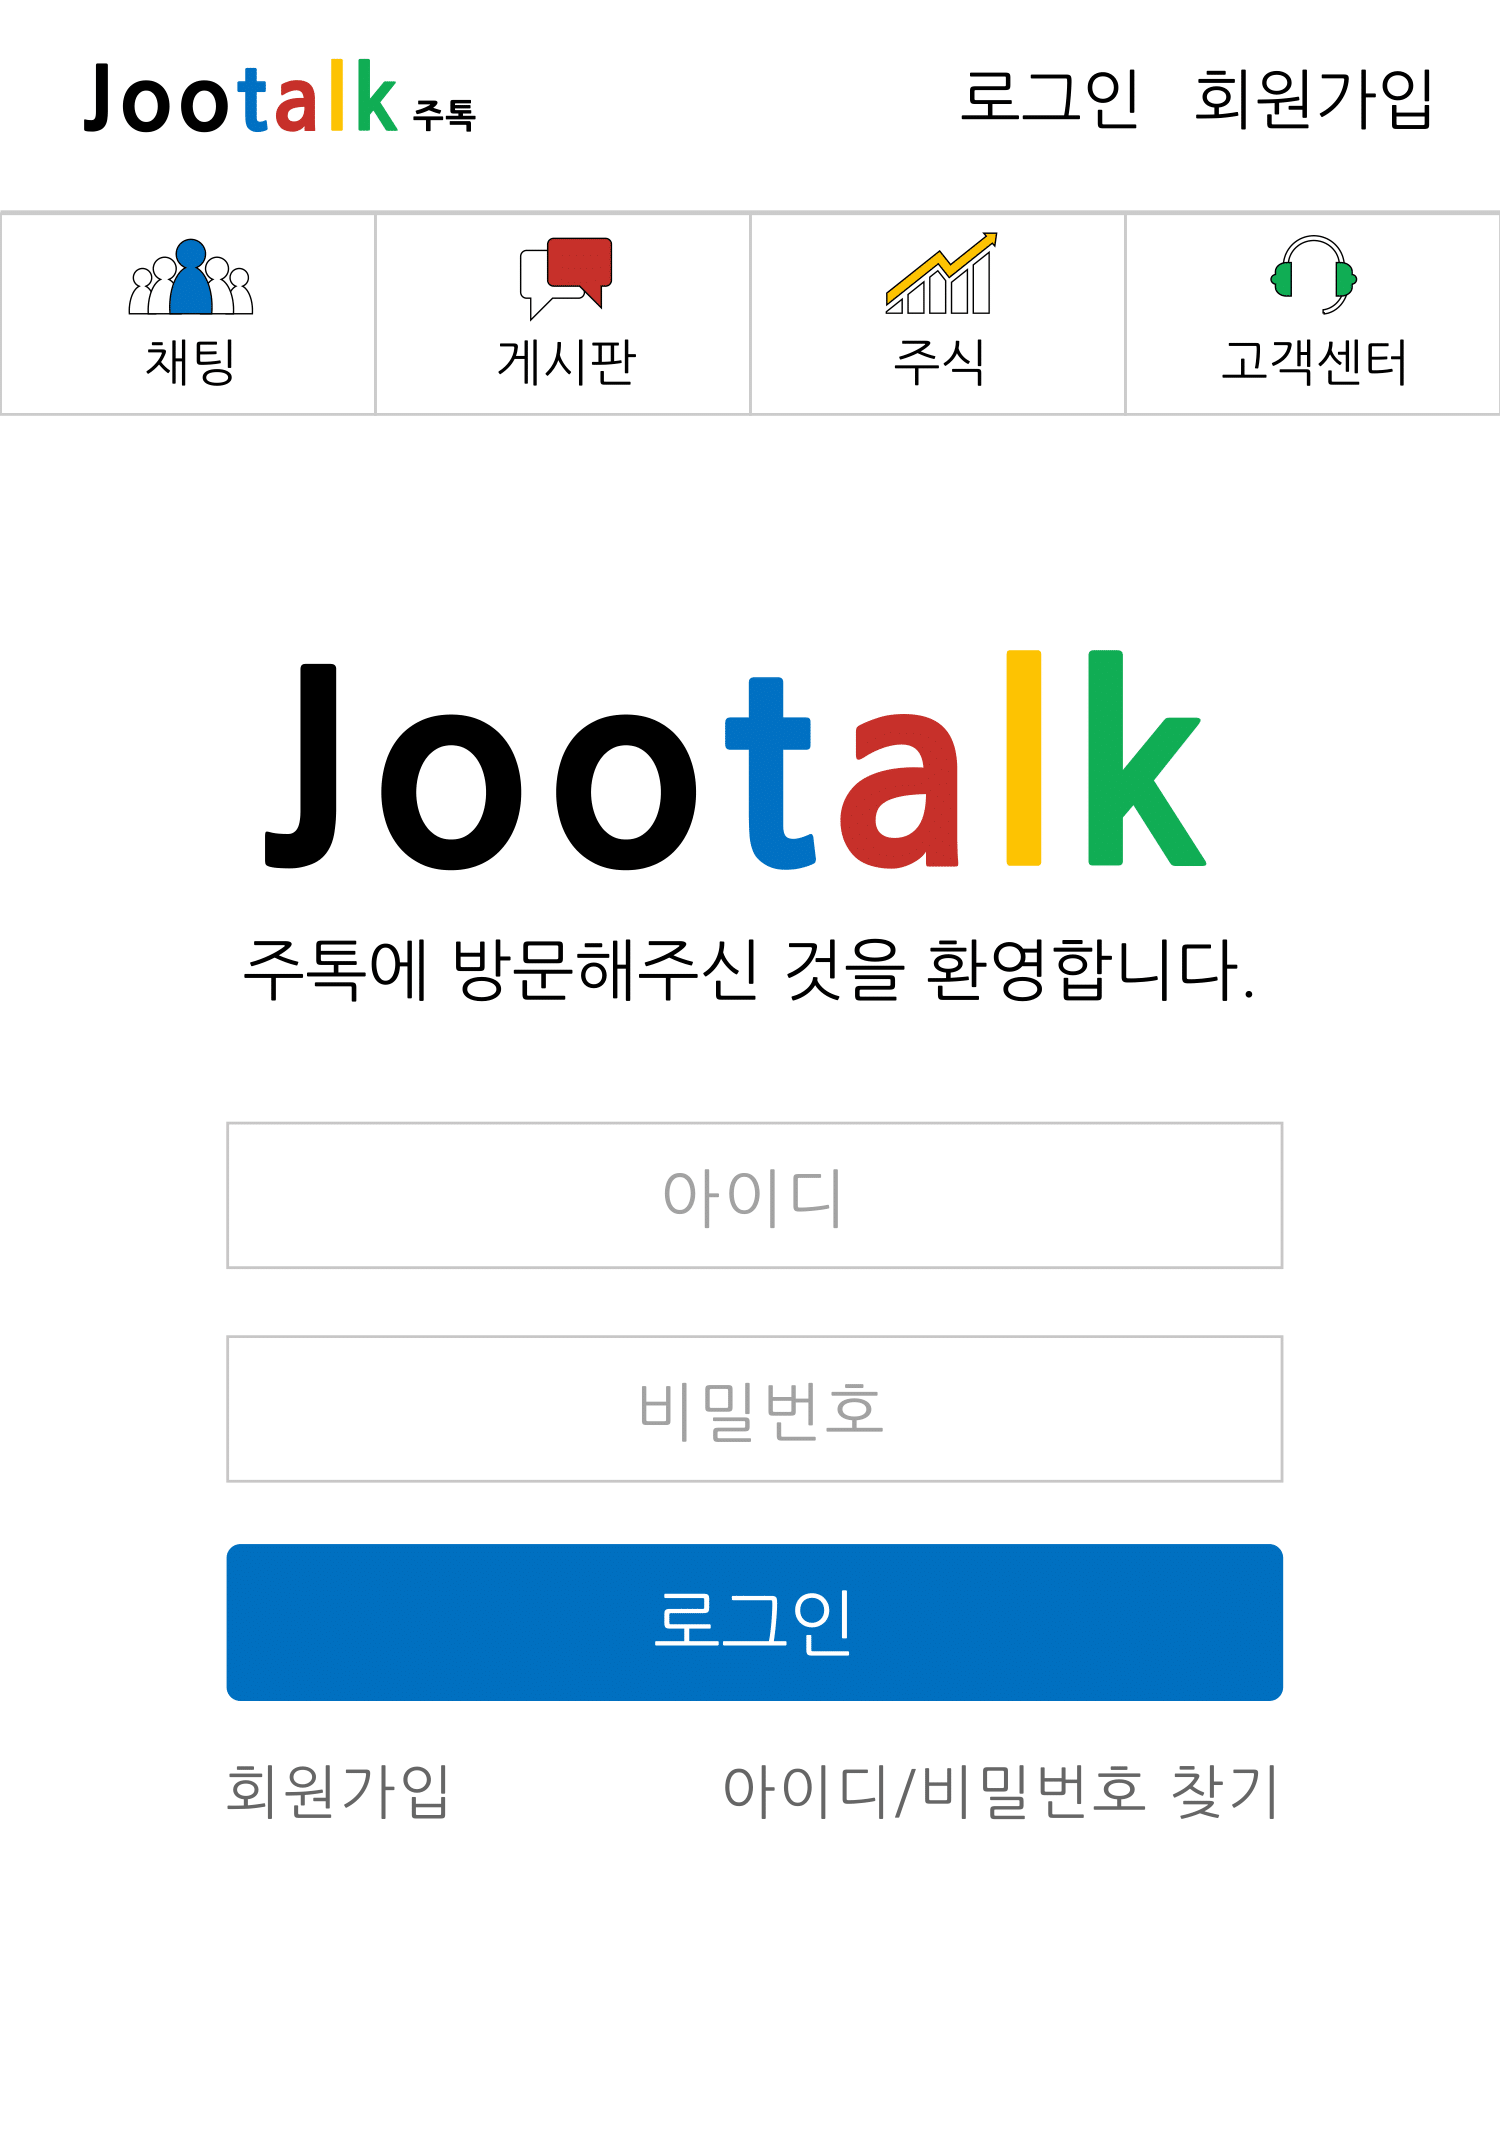 Jootalk 주톡 로그인 회원가입
채팅 게시판 주식 고객센터
Jootalk
주톡에 방문해주신 것을 환영합니다.
아이디
비밀번호
로그인
회원가입 아이디/비밀번호 찾기